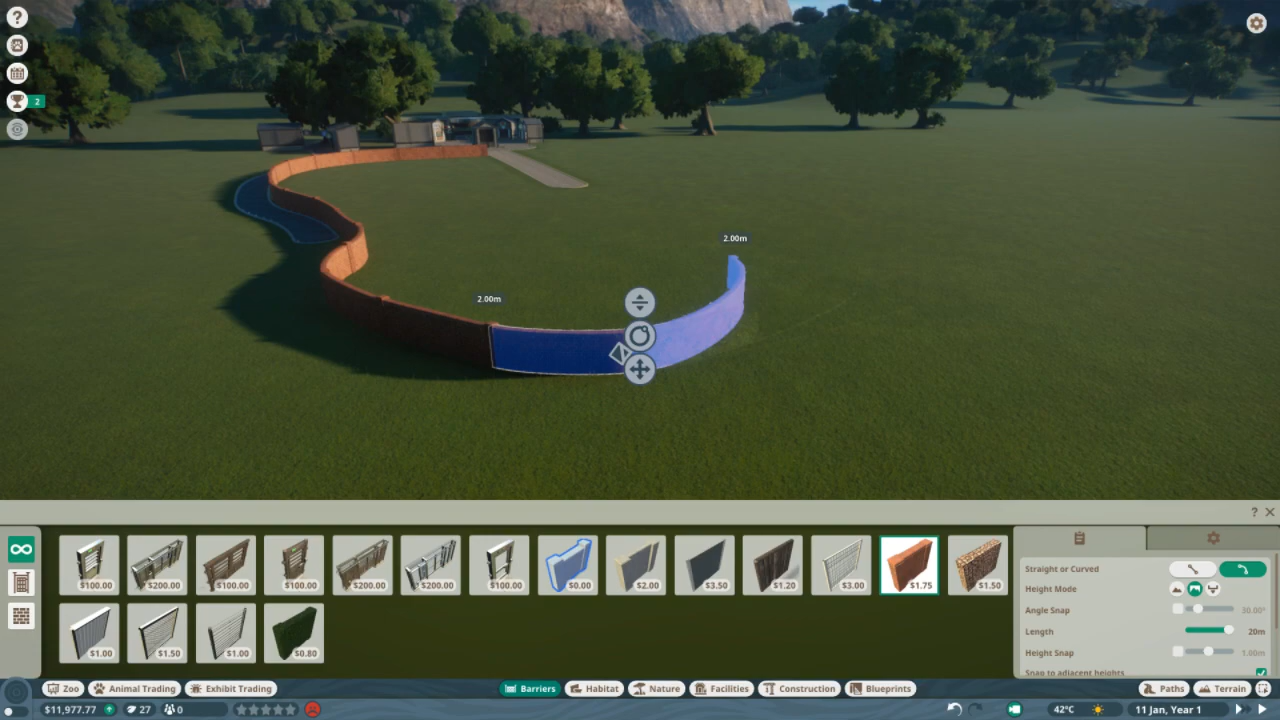 2
2.00m
2.00m
?
$100.00
$200.00
$100.00
$100.00
$200.00
$200.00
$100.00
$0.00
$2.00
$3.50
$1.20
$3.00
$1.75
$1.50
$1.00
$1.50
$1.00
$0.80
Straight or Curved
Height Mode
Angle Snap 30.00°
Length 20m
Height Snap 1.00m
Snap to adjacent heights
Zoo Animal Trading Exhibit Trading Barriers Habitat Nature Facilities Construction Blueprints Paths Terrain
$11,977.77 27 0 42°C 11 Jan, Year 1